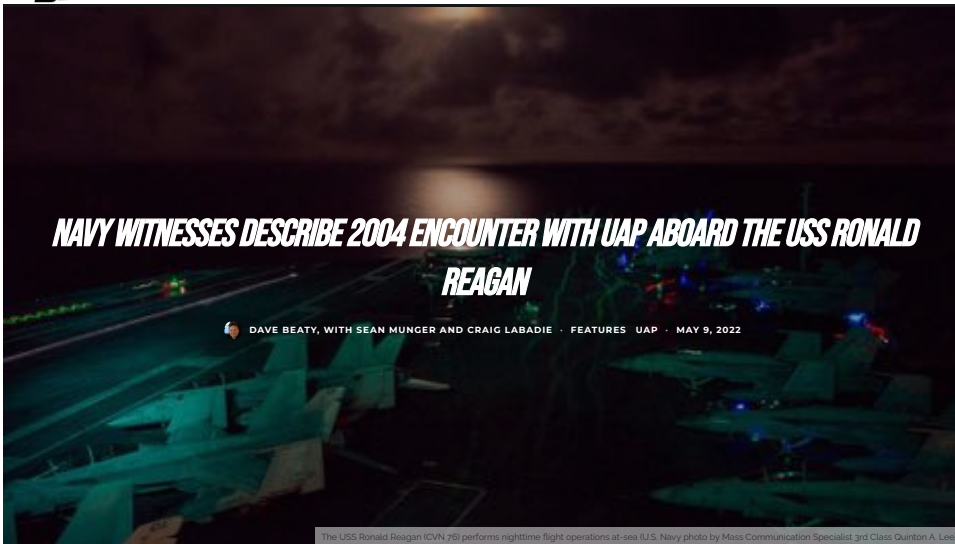 NAVY WITNESSES DESCRIBE 2004 ENCOUNTER WITH UAP ABOARD THE USS RONALD
REAGAN
DAVE BEATY, WITH SEAN MUNGER AND CRAIG LABADIE · FEATURES UAP · MAY 9, 2022
The USS Ronald Reagan (CVN 76) performs nighttime flight operations at-sea (U.S. Navy photo by Mass Communication Specialist 3rd Class Quinton A. Lee